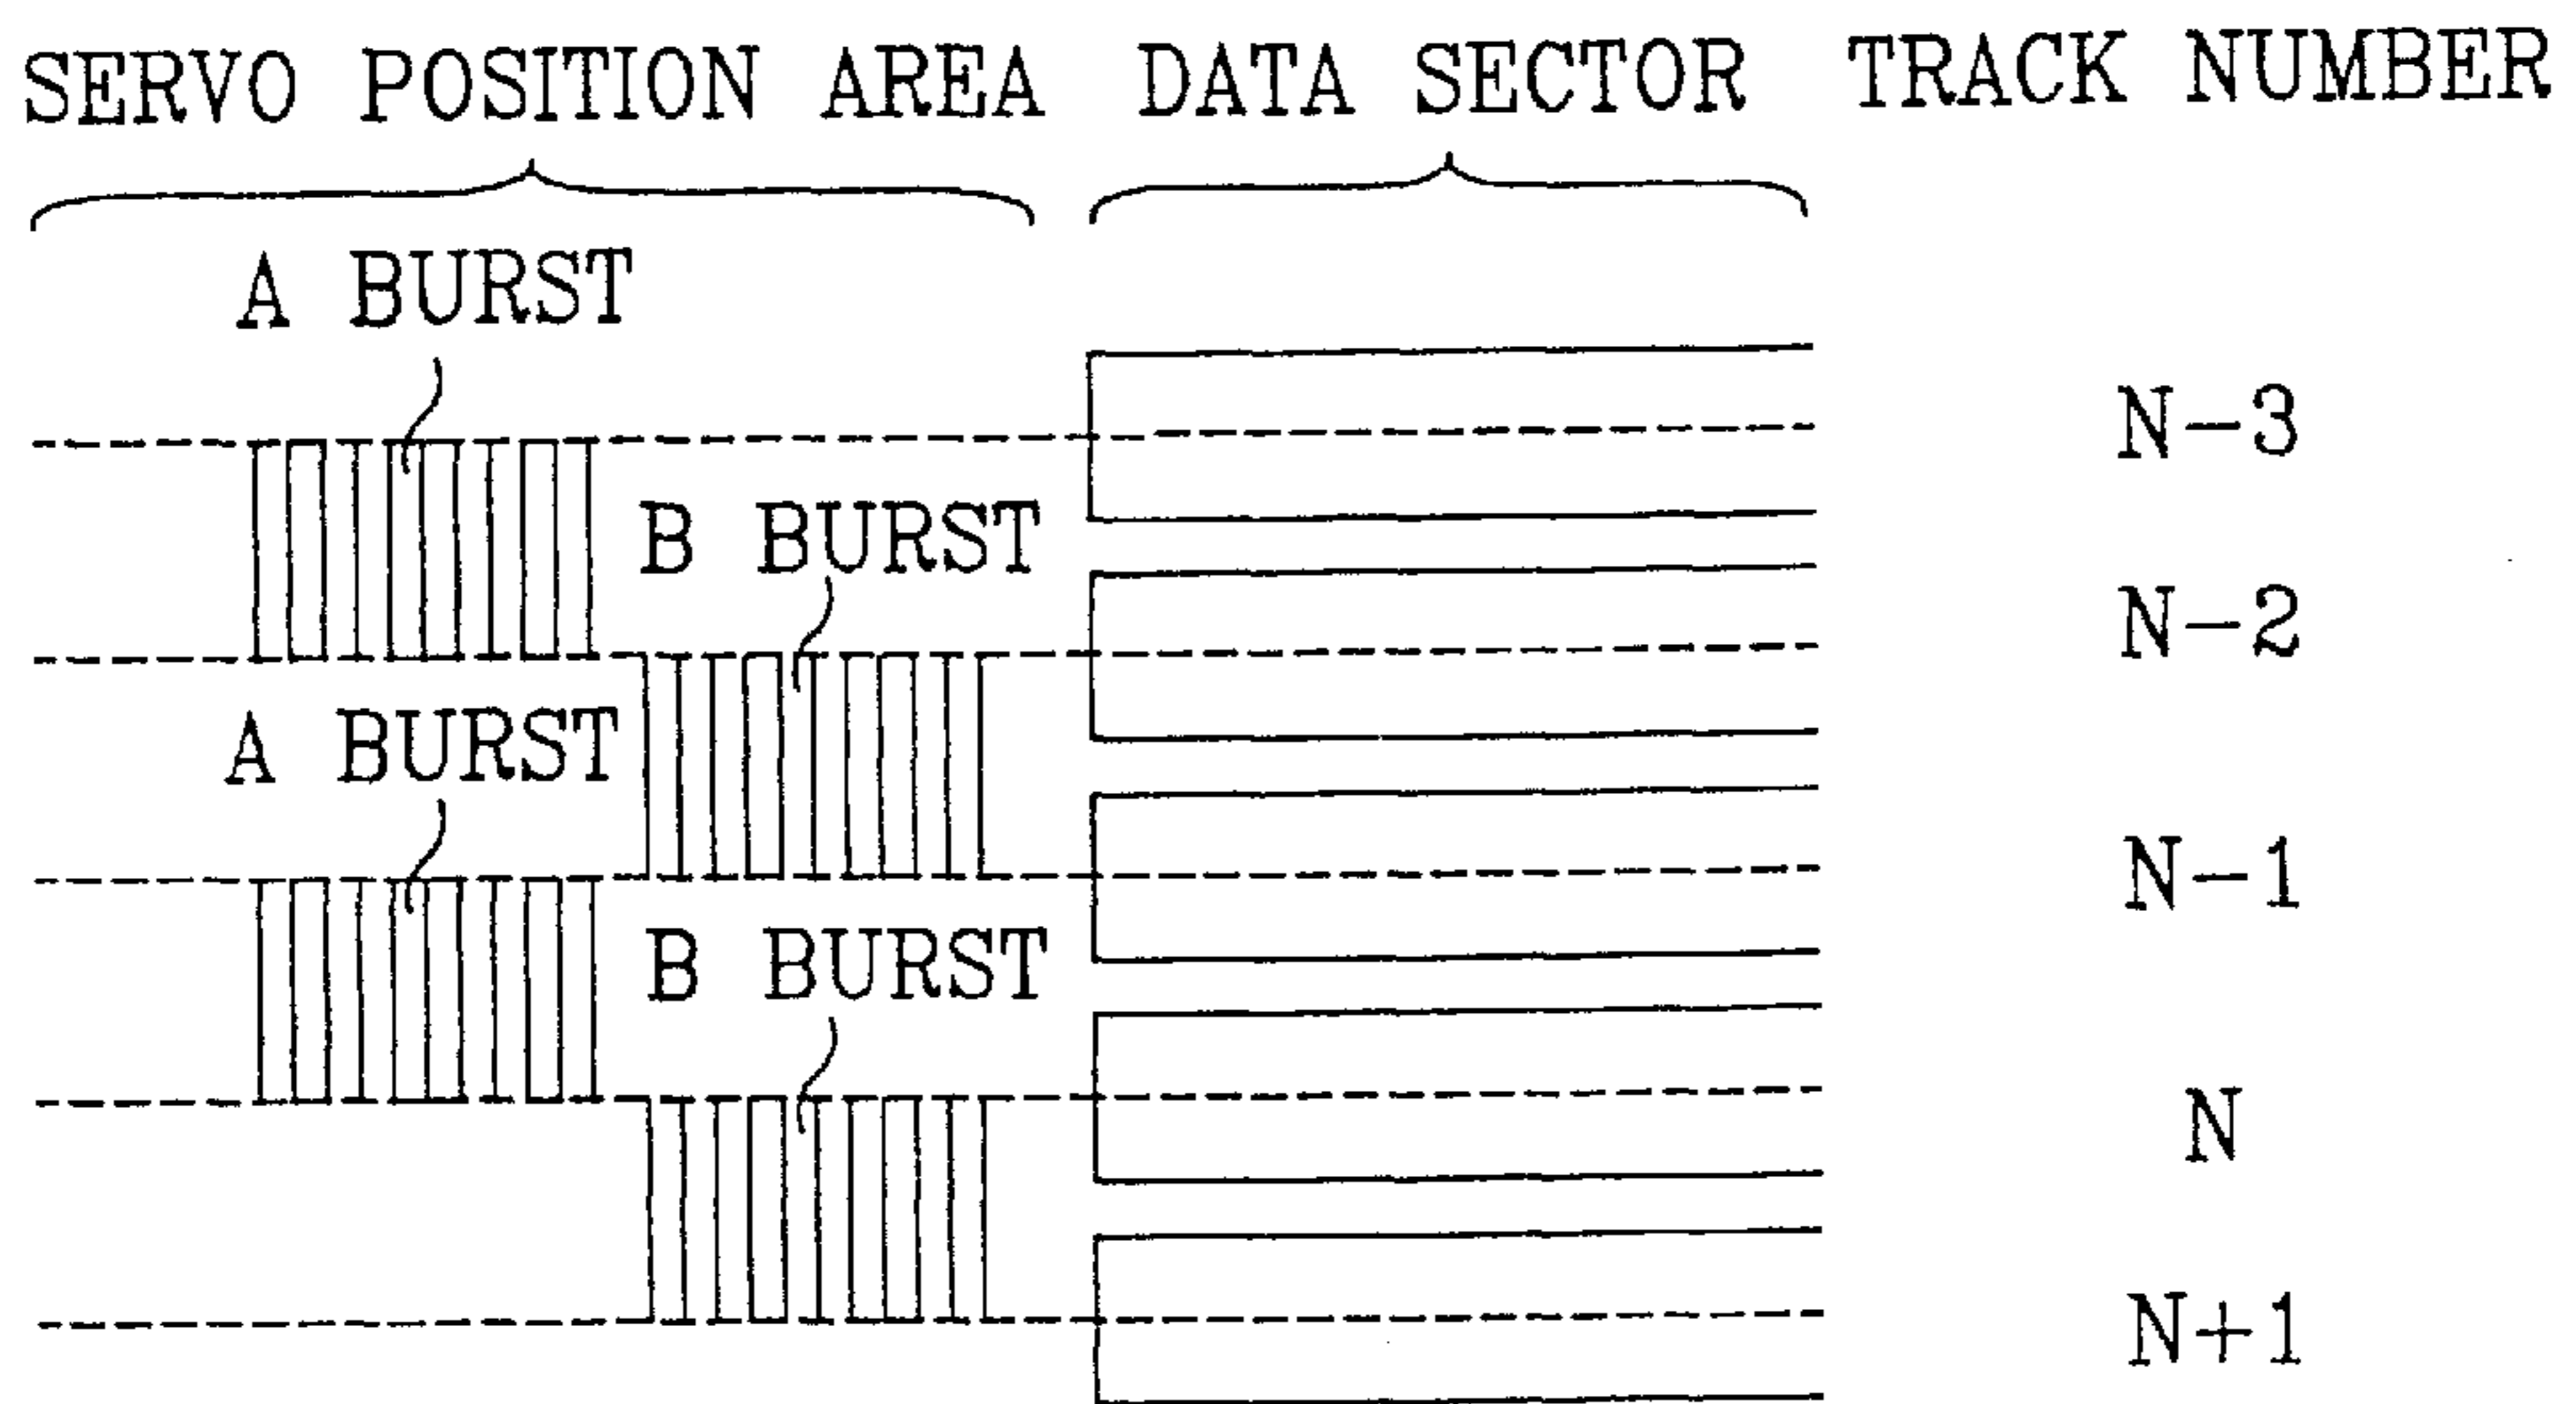 SERVO POSITION AREA DATA SECTOR TRACK NUMBER
A BURST
N-3
B BURST
N-2
A BURST
N-1
B BURST
N
N+1